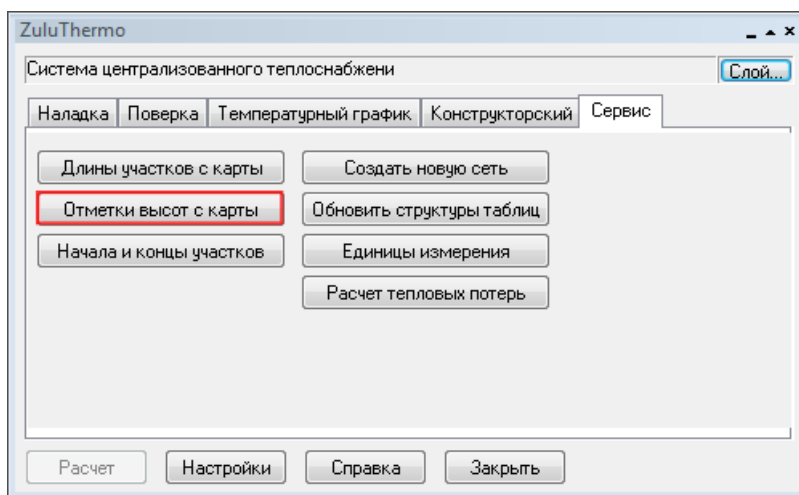 ZuluThermo
Система централизованного теплоснабжени
Слой...
Наладка Поверка Температурный график Конструкторский Сервис
Длины участков с карты Создать новую сеть
Отметки высот с карты Обновить структуры таблиц
Начала и концы участков Единицы измерения
Расчет тепловых потерь
Расчет Настройки Справка Закрыть